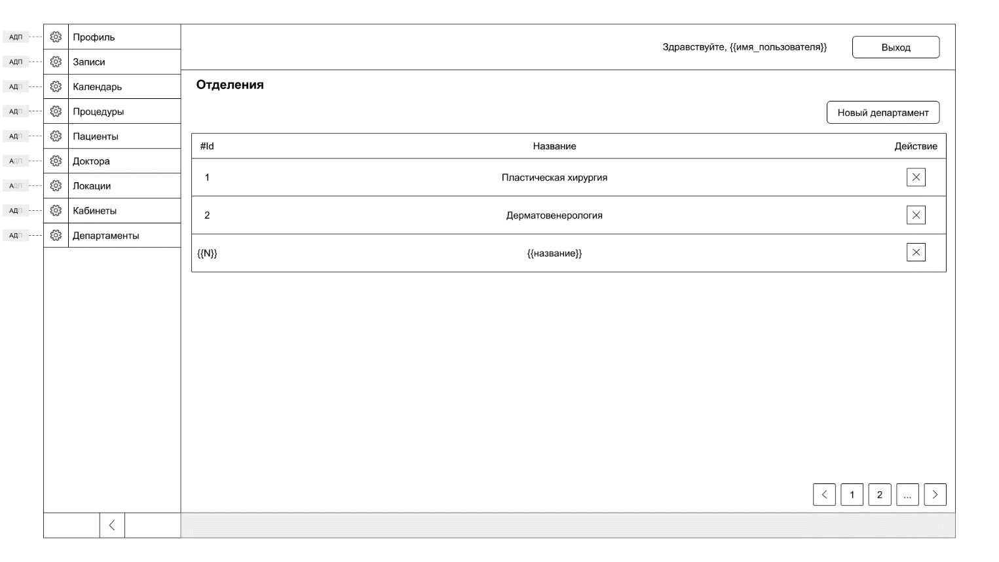 АДП Профиль
АДП Записи
АДП Календарь
АДП Процедуры
АДП Пациенты
АДП Доктора
АДП Локации
АДП Кабинеты
АДП Департаменты
Здравствуйте, {{имя_пользователя}} Выход
Отделения
Новый департамент
#Id Название Действие
1 Пластическая хирургия
2 Дерматовенерология
{{N}} {{название}}
1 2 ...